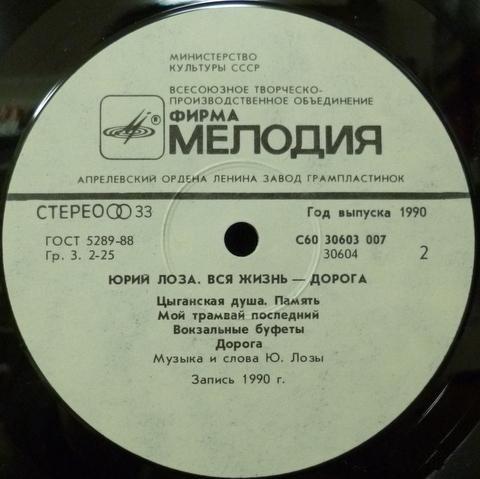 МИНИСТЕРСТВО
КУЛЬТУРЫ СССР
ВСЕСОЮЗНОЕ ТВОРЧЕСКО-
ПРОИЗВОДСТВЕННОЕ ОБЪЕДИНЕНИЕ
®
ФИРМА
МЕЛОДИЯ
АПРЕЛЕВСКИЙ ОРДЕНА ЛЕНИНА ЗАВОД ГРАМПЛАСТИНОК
СТЕРЕО 33
Год выпуска 1990
ГОСТ 5289-88
Гр. 3. 2-25
С60 30603 007
30604
2
ЮРИЙ ЛОЗА. ВСЯ ЖИЗНЬ — ДОРОГА
Цыганская душа. Память
Мой трамвай последний
Вокзальные буфеты
Дорога
Музыка и слова Ю. Лозы
Запись 1990 г.